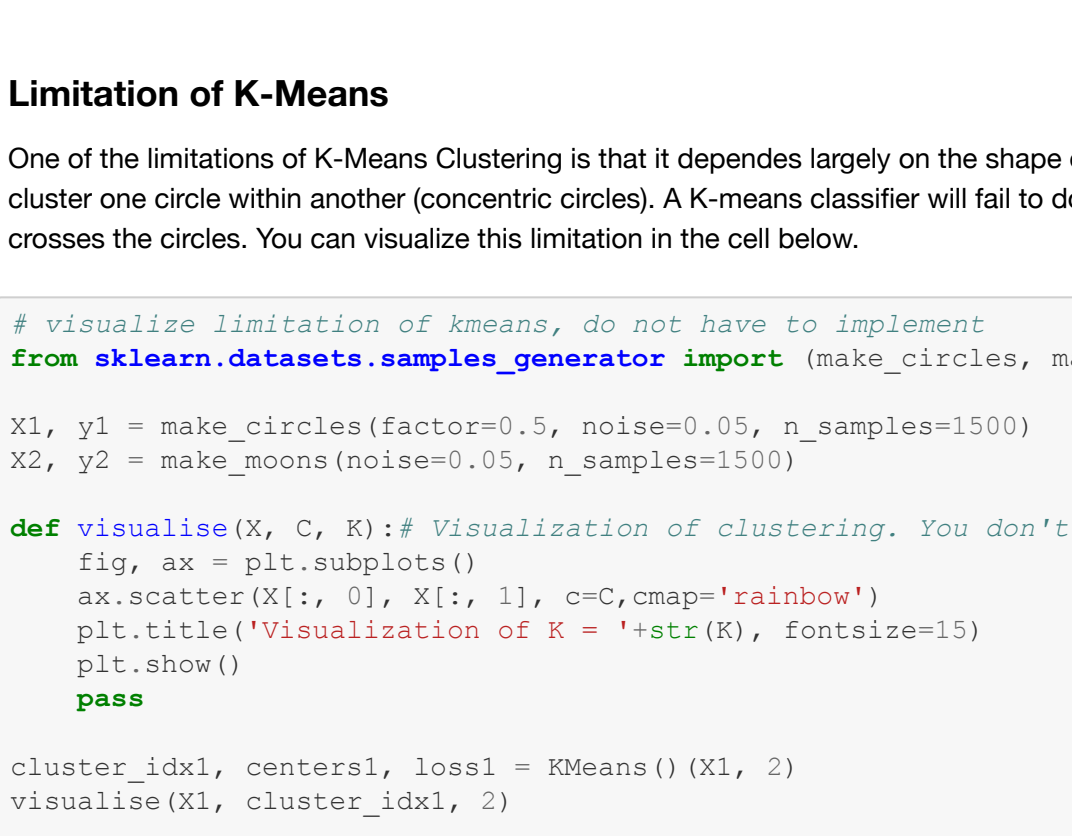 Limitation of K-Means
One of the limitations of K-Means Clustering is that it dependes largely on the shape
cluster one circle within another (concentric circles). A K-means classifier will fail to
crosses the circles. You can visualize this limitation in the cell below.
# visualize limitation of kmeans, do not have to implement
from sklearn.datasets.samples_generator import (make_circles,
X1, y1 = make_circles(factor=0.5, noise=0.05, n_samples=1500)
X2, y2 = make_moons(noise=0.05, n_samples=1500)
def visualise(X, C, K):# Visualization of clustering. You don't
    fig, ax = plt.subplots()
    ax.scatter(X[:, 0], X[:, 1], c=C,cmap='rainbow')
    plt.title('Visualization of K = '+str(K), fontsize=15)
    plt.show()
    pass
cluster_idx1, centers1, loss1 = KMeans()(X1, 2)
visualise(X1, cluster_idx1, 2)